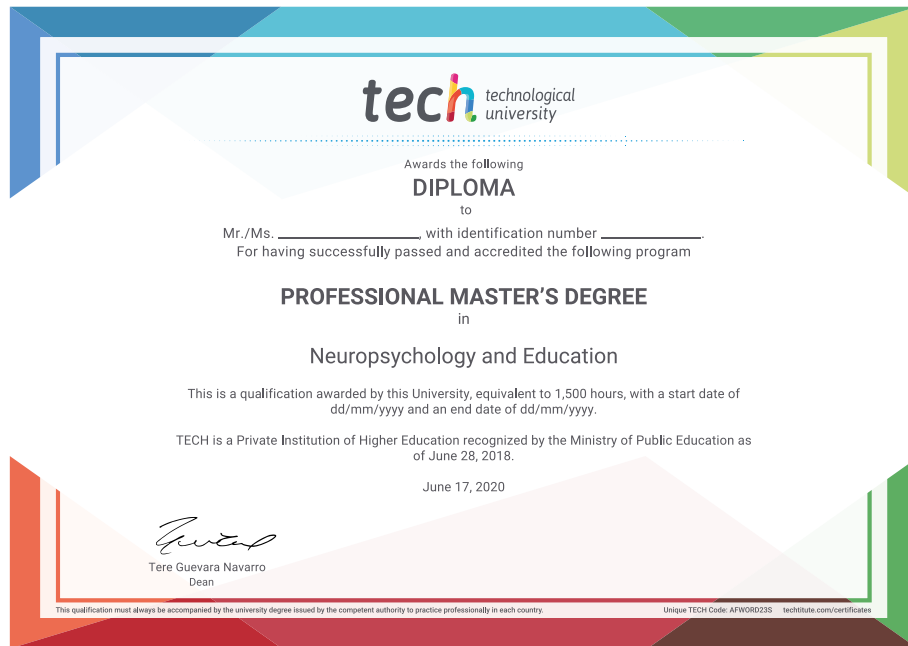 tech technological
university
Awards the following
DIPLOMA
to
Mr./Ms. ______________, with identification number ______________.
For having successfully passed and accredited the following program
PROFESSIONAL MASTER'S DEGREE
in
Neuropsychology and Education
This is a qualification awarded by this University, equivalent to 1,500 hours, with a start date of
dd/mm/yyyy and an end date of dd/mm/yyyy.
TECH is a Private Institution of Higher Education recognized by the Ministry of Public Education as
of June 28, 2018.
June 17, 2020
Tere Guevara Navarro
Dean
This qualification must always be accompanied by the university degree issued by the competent authority to practice professionally in each country.
Unique TECH Code: AFWORD23S techtitute.com/certificates